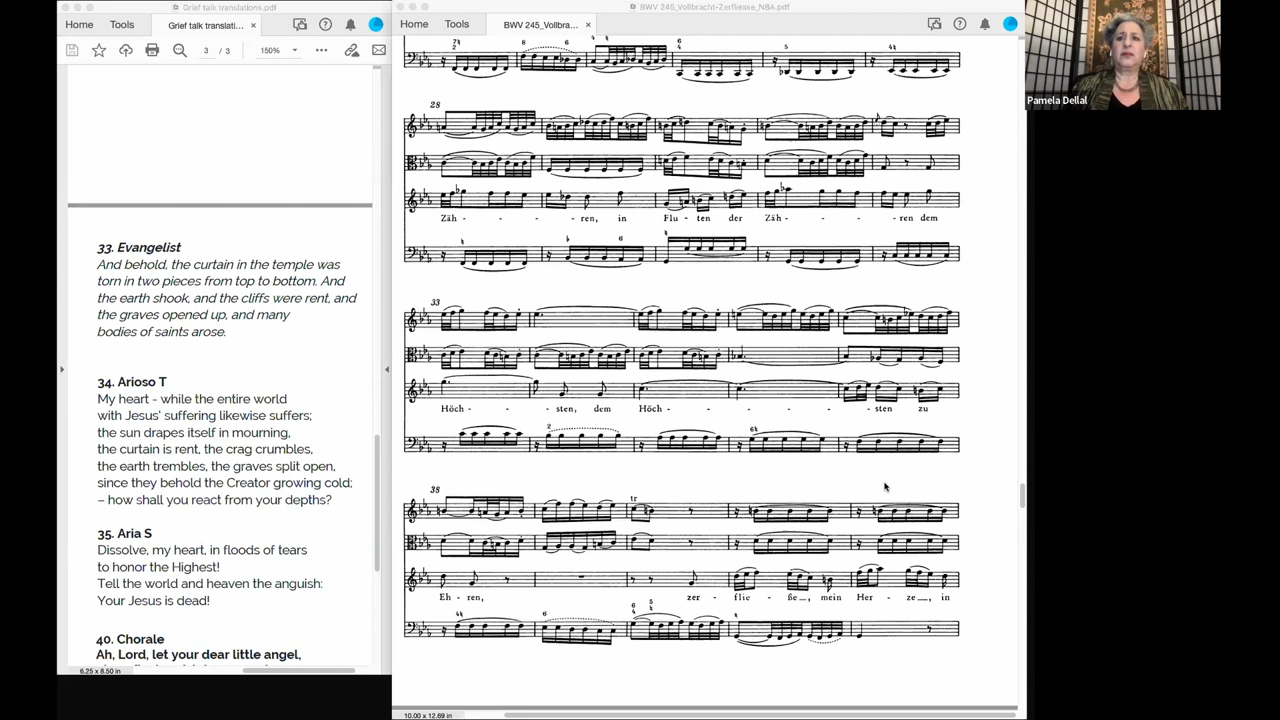 Grief talk translations.pdf
Home
Tools
Grief talk translati...
×
3 / 3
150%
33. Evangelist
And behold, the curtain in the temple was
torn in two pieces from top to bottom. And
the earth shook, and the cliffs were rent, and
the graves opened up, and many
bodies of saints arose.
34. Arioso T
My heart - while the entire world
with Jesus' suffering likewise suffers;
the sun drapes itself in mourning,
the curtain is rent, the crag crumbles,
the earth trembles, the graves split open,
since they behold the Creator growing cold;
– how shall you react from your depths?
35. Aria S
Dissolve, my heart, in floods of tears
to honor the Highest!
Tell the world and heaven the anguish:
Your Jesus is dead!
40. Chorale
Ah, Lord, let your dear little angel,
6.25 x 8.50 in
BWV 245_Vollbracht-Zerfliesse_NBA.pdf
Home
Tools
BWV 245_Vollbra...
×
28
Zäh - - - ren, in Flu - ten der Zäh - - - ren dem
33
Höch - - - sten, dem Höch - - - - sten zu
38
tr
Eh - ren, zer - flie - ße, mein Her - ze, in
10.00 x 12.69 in
Pamela Dellal